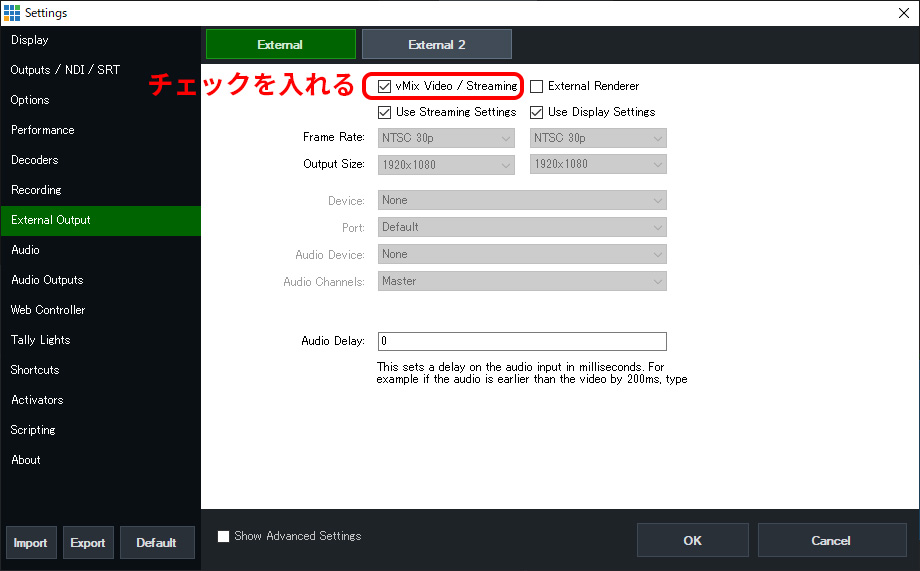 Settings
Display
Outputs / NDI / SRT
Options
Performance
Decoders
Recording
External Output
Audio
Audio Outputs
Web Controller
Tally Lights
Shortcuts
Activators
Scripting
About
Import Export Default
External External 2
チェックを入れる vMix Video / Streaming External Renderer
Use Streaming Settings Use Display Settings
Frame Rate: NTSC 30p NTSC 30p
Output Size: 1920x1080 1920x1080
Device: None
Port: Default
Audio Device: None
Audio Channels: Master
Audio Delay: 0
This sets a delay on the audio input in milliseconds. For
example if the audio is earlier than the video by 200ms, type
Show Advanced Settings OK Cancel